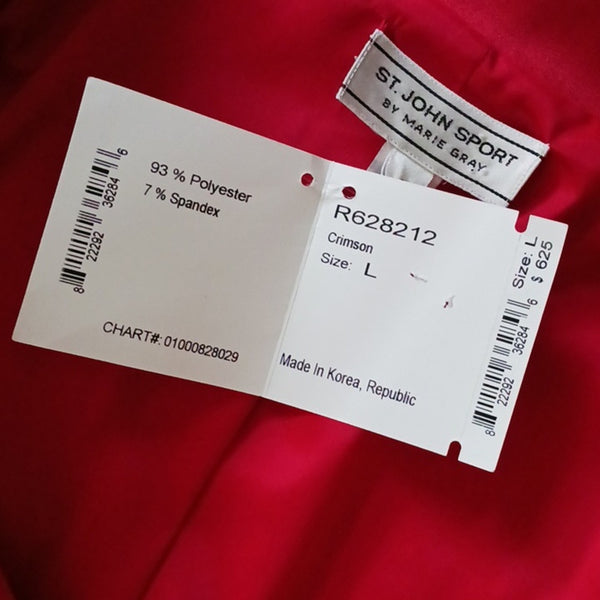 ST. JOHN SPORT
BY MARIE GRAY
93 % Polyester
7 % Spandex
8 22292 36284 6
CHART#: 01000828029
R628212
Crimson
Size: L
Made In Korea, Republic
Size: L
$ 625
8 22292 36284 6